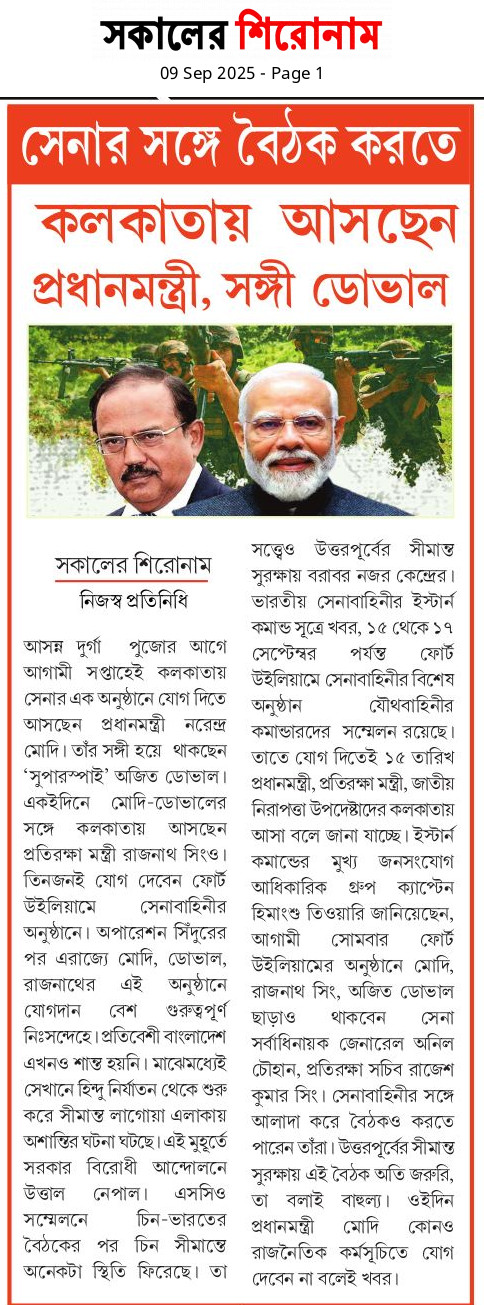 সকালের শিরোনাম
09 Sep 2025 - Page 1
সেনার সঙ্গে বৈঠক করতে
কলকাতায় আসছেন
প্রধানমন্ত্রী, সঙ্গী ডোভাল
সকালের শিরোনাম
নিজস্ব প্রতিনিধি
আসন্ন দুর্গা পুজোর আগে
আগামী সপ্তাহেই কলকাতায়
সেনার এক অনুষ্ঠানে যোগ দিতে
আসছেন প্রধানমন্ত্রী নরেন্দ্র
মোদি। তাঁর সঙ্গী হয়ে থাকছেন
‘সুপারস্পাই’ অজিত ডোভাল।
একইদিনে মোদি-ডোভালের
সঙ্গে কলকাতায় আসছেন
প্রতিরক্ষা মন্ত্রী রাজনাথ সিংও।
তিনজনই যোগ দেবেন ফোর্ট
উইলিয়ামে সেনাবাহিনীর
অনুষ্ঠানে। অপারেশন সিঁদুরের
পর এরাজ্যে মোদি, ডোভাল,
রাজনাথের এই অনুষ্ঠানে
যোগদান বেশ গুরুত্বপূর্ণ
নিঃসন্দেহে। প্রতিবেশী বাংলাদেশ
এখনও শান্ত হয়নি। মাঝেমধ্যেই
সেখানে হিন্দু নির্যাতন থেকে শুরু
করে সীমান্ত লাগোয়া এলাকায়
অশান্তির ঘটনা ঘটছে। এই মুহূর্তে
সরকার বিরোধী আন্দোলনে
উত্তাল নেপাল। এসসিও
সম্মেলনে চিন-ভারতের
বৈঠকের পর চিন সীমান্তে
অনেকটা স্থিতি ফিরেছে। তা
সত্ত্বেও উত্তরপূর্বের সীমান্ত
সুরক্ষায় বরাবর নজর কেন্দ্রের।
ভারতীয় সেনাবাহিনীর ইস্টার্ন
কমান্ড সূত্রে খবর, ১৫ থেকে ১৭
সেপ্টেম্বর পর্যন্ত ফোর্ট
উইলিয়ামে সেনাবাহিনীর বিশেষ
অনুষ্ঠান যৌথবাহিনীর
কমান্ডারদের সম্মেলন রয়েছে।
তাতে যোগ দিতেই ১৫ তারিখ
প্রধানমন্ত্রী, প্রতিরক্ষা মন্ত্রী, জাতীয়
নিরাপত্তা উপদেষ্টাদের কলকাতায়
আসা বলে জানা যাচ্ছে। ইস্টার্ন
কমান্ডের মুখ্য জনসংযোগ
আধিকারিক গ্রুপ ক্যাপ্টেন
হিমাংশু তিওয়ারি জানিয়েছেন,
আগামী সোমবার ফোর্ট
উইলিয়ামের অনুষ্ঠানে মোদি,
রাজনাথ সিং, অজিত ডোভাল
ছাড়াও থাকবেন সেনা
সর্বাধিনায়ক জেনারেল অনিল
চৌহান, প্রতিরক্ষা সচিব রাজেশ
কুমার সিং। সেনাবাহিনীর সঙ্গে
আলাদা করে বৈঠকও করতে
পারেন তাঁরা। উত্তরপূর্বের সীমান্ত
সুরক্ষায় এই বৈঠক অতি জরুরি,
তা বলাই বাহুল্য। ওইদিন
প্রধানমন্ত্রী মোদি কোনও
রাজনৈতিক কর্মসূচিতে যোগ
দেবেন না বলেই খবর।